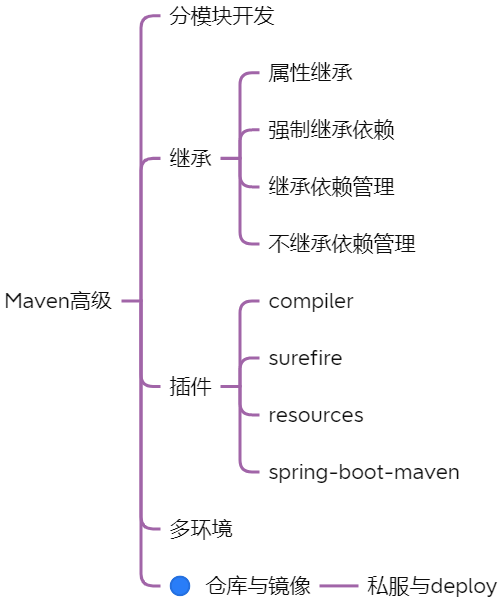 分模块开发
属性继承
强制继承依赖
继承
继承依赖管理
不继承依赖管理
Maven高级
compiler
surefire
插件
resources
spring-boot-maven
多环境
仓库与镜像
私服与deploy